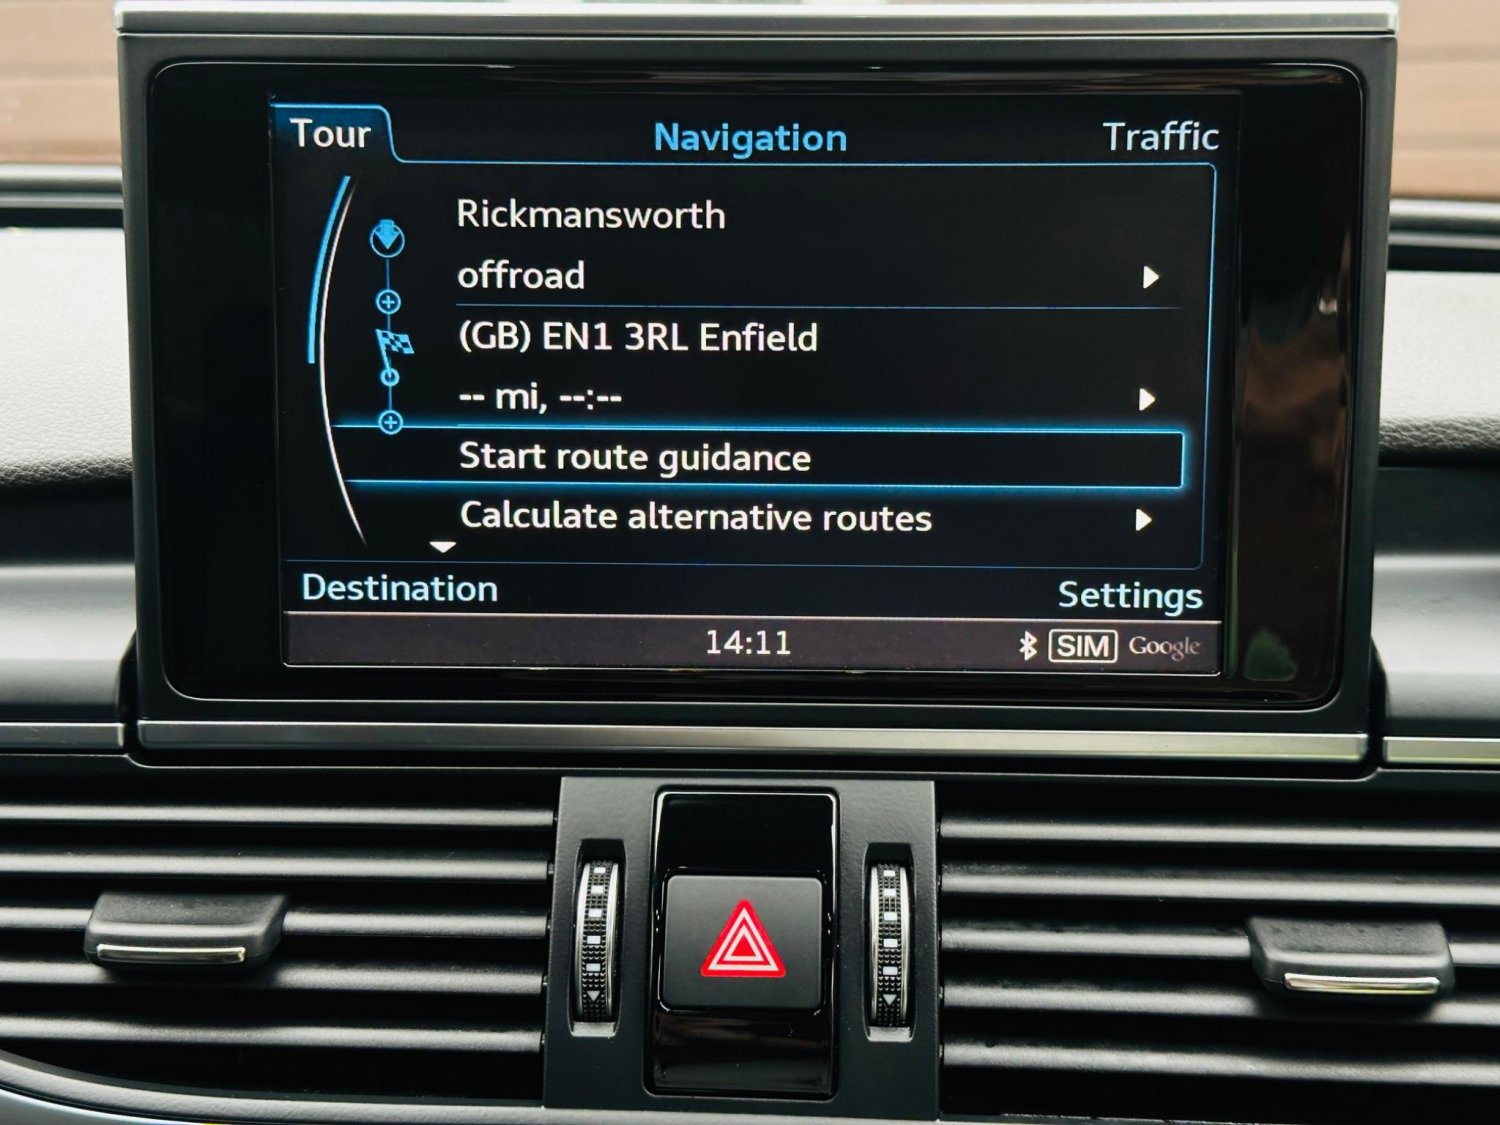 Tour Navigation Traffic
Rickmansworth
offroad
(GB) EN1 3RL Enfield
-- mi, --:--
Start route guidance
Calculate alternative routes
Destination Settings
14:11 SIM Google